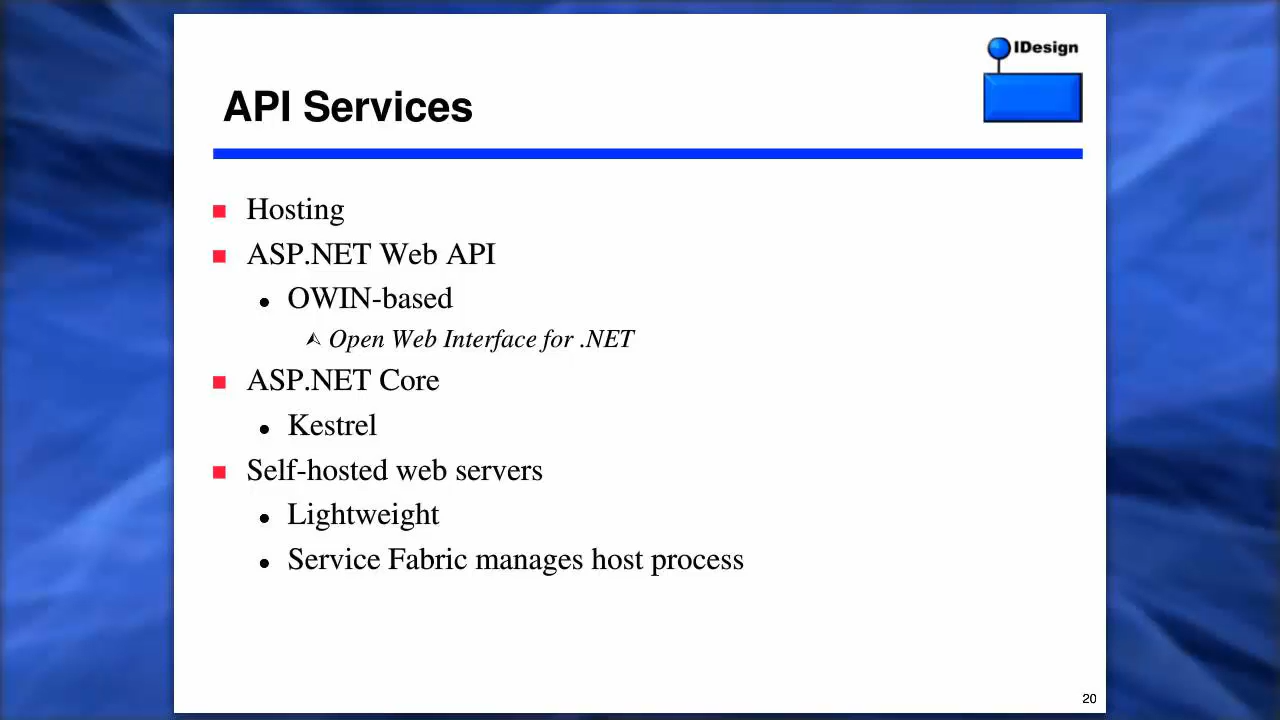 IDesign
API Services
Hosting
ASP.NET Web API
OWIN-based
Open Web Interface for .NET
ASP.NET Core
Kestrel
Self-hosted web servers
Lightweight
Service Fabric manages host process
20